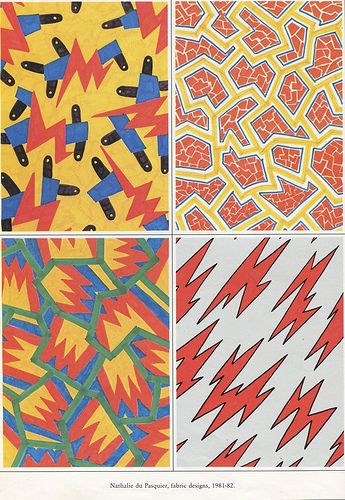 Nathalie du Pasquier, fabric designs, 1981-82.